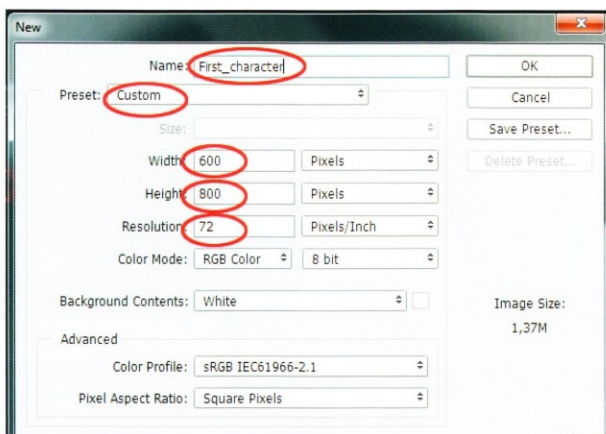 New
Name: First_character OK
Preset: Custom Cancel
Size: Save Preset...
Width: 600 Pixels Delete Preset...
Height: 800 Pixels
Resolution: 72 Pixels/Inch
Color Mode: RGB Color 8 bit
Background Contents: White Image Size:
1,37M
Advanced
Color Profile: sRGB IEC61966-2.1
Pixel Aspect Ratio: Square Pixels